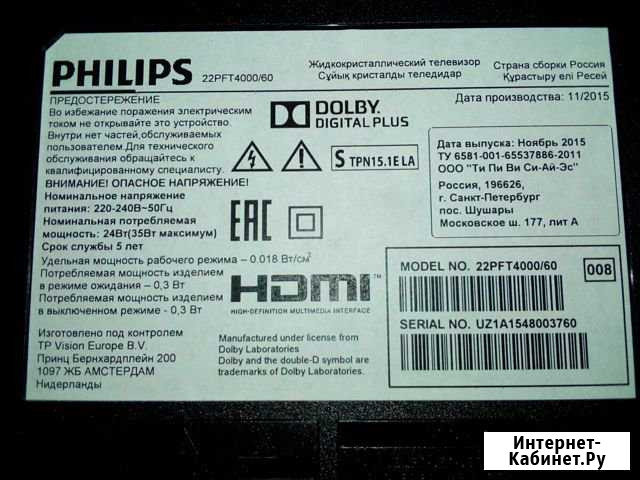 PHILIPS 22PFT4000/60
Жидкокристаллический телевизор
Сұйық кристалды теледидар
Страна сборки Россия
Құрастыру елі Ресей
ПРЕДОСТЕРЕЖЕНИЕ
Во избежание поражения электрическим
током не открывайте это устройство.
Внутри нет частей,обслуживаемых
пользователем.Для технического
обслуживания обращайтесь к
квалифицированному специалисту.
ВНИМАНИЕ! ОПАСНОЕ НАПРЯЖЕНИЕ!
Номинальное напряжение
питания: 220-240В~50Гц
Номинальная потребляемая
мощность: 24Вт(35Вт максимум)
Срок службы 5 лет
Удельная мощность рабочего режима – 0.018 Вт/см²
Потребляемая мощность изделием
в режиме ожидания – 0,3 Вт
Потребляемая мощность изделием
в выключенном режиме - 0,3 Вт
Изготовлено под контролем
TP Vision Europe B.V.
Принц Бернхардплейн 200
1097 ЖБ АМСТЕРДАМ
Нидерланды
DOLBY
DIGITAL PLUS
S TPN15.1E LA
EAC
HDMI™
HIGH-DEFINITION MULTIMEDIA INTERFACE
Manufactured under license from
Dolby Laboratories
Dolby and the double-D symbol are
trademarks of Dolby Laboratories.
Дата производства: 11/2015
Дата выпуска: Ноябрь 2015
ТУ 6581-001-65537886-2011
ООО "Ти Пи Ви Си-Ай-Эс"
Россия, 196626,
г. Санкт-Петербург
пос. Шушары
Московское ш. 177, лит А
MODEL NO. 22PFT4000/60
008
SERIAL NO. UZ1A1548003760
Интернет-
Кабинет.Ру